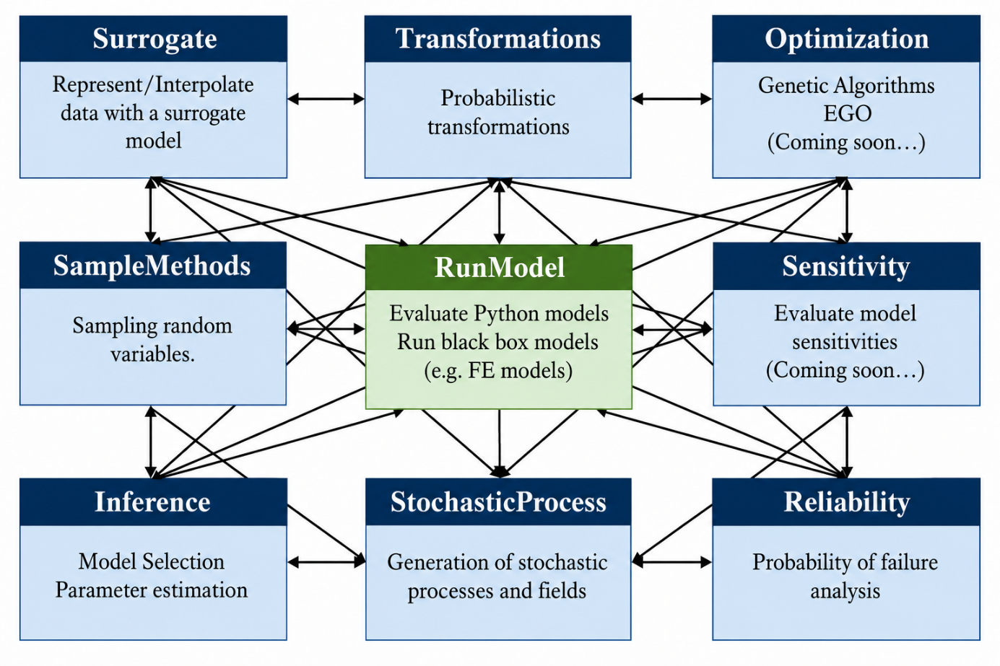 Surrogate
Represent/Interpolate
data with a surrogate
model
Transformations
Probabilistic
transformations
Optimization
Genetic Algorithms
EGO
(Coming soon…)
SampleMethods
Sampling random
variables.
RunModel
Evaluate Python models
Run black box models
(e.g. FE models)
Sensitivity
Evaluate model
sensitivities
(Coming soon…)
Inference
Model Selection
Parameter estimation
StochasticProcess
Generation of stochastic
processes and fields
Reliability
Probability of failure
analysis